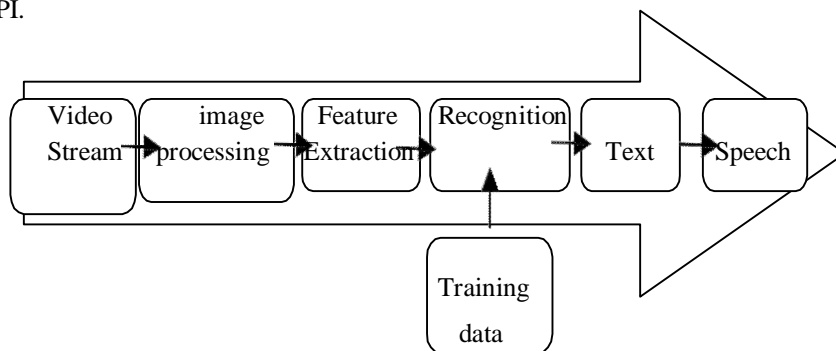 PI.
Video
Stream
image
processing
Feature
Extraction
Recognition
Text
Speech
Training
data